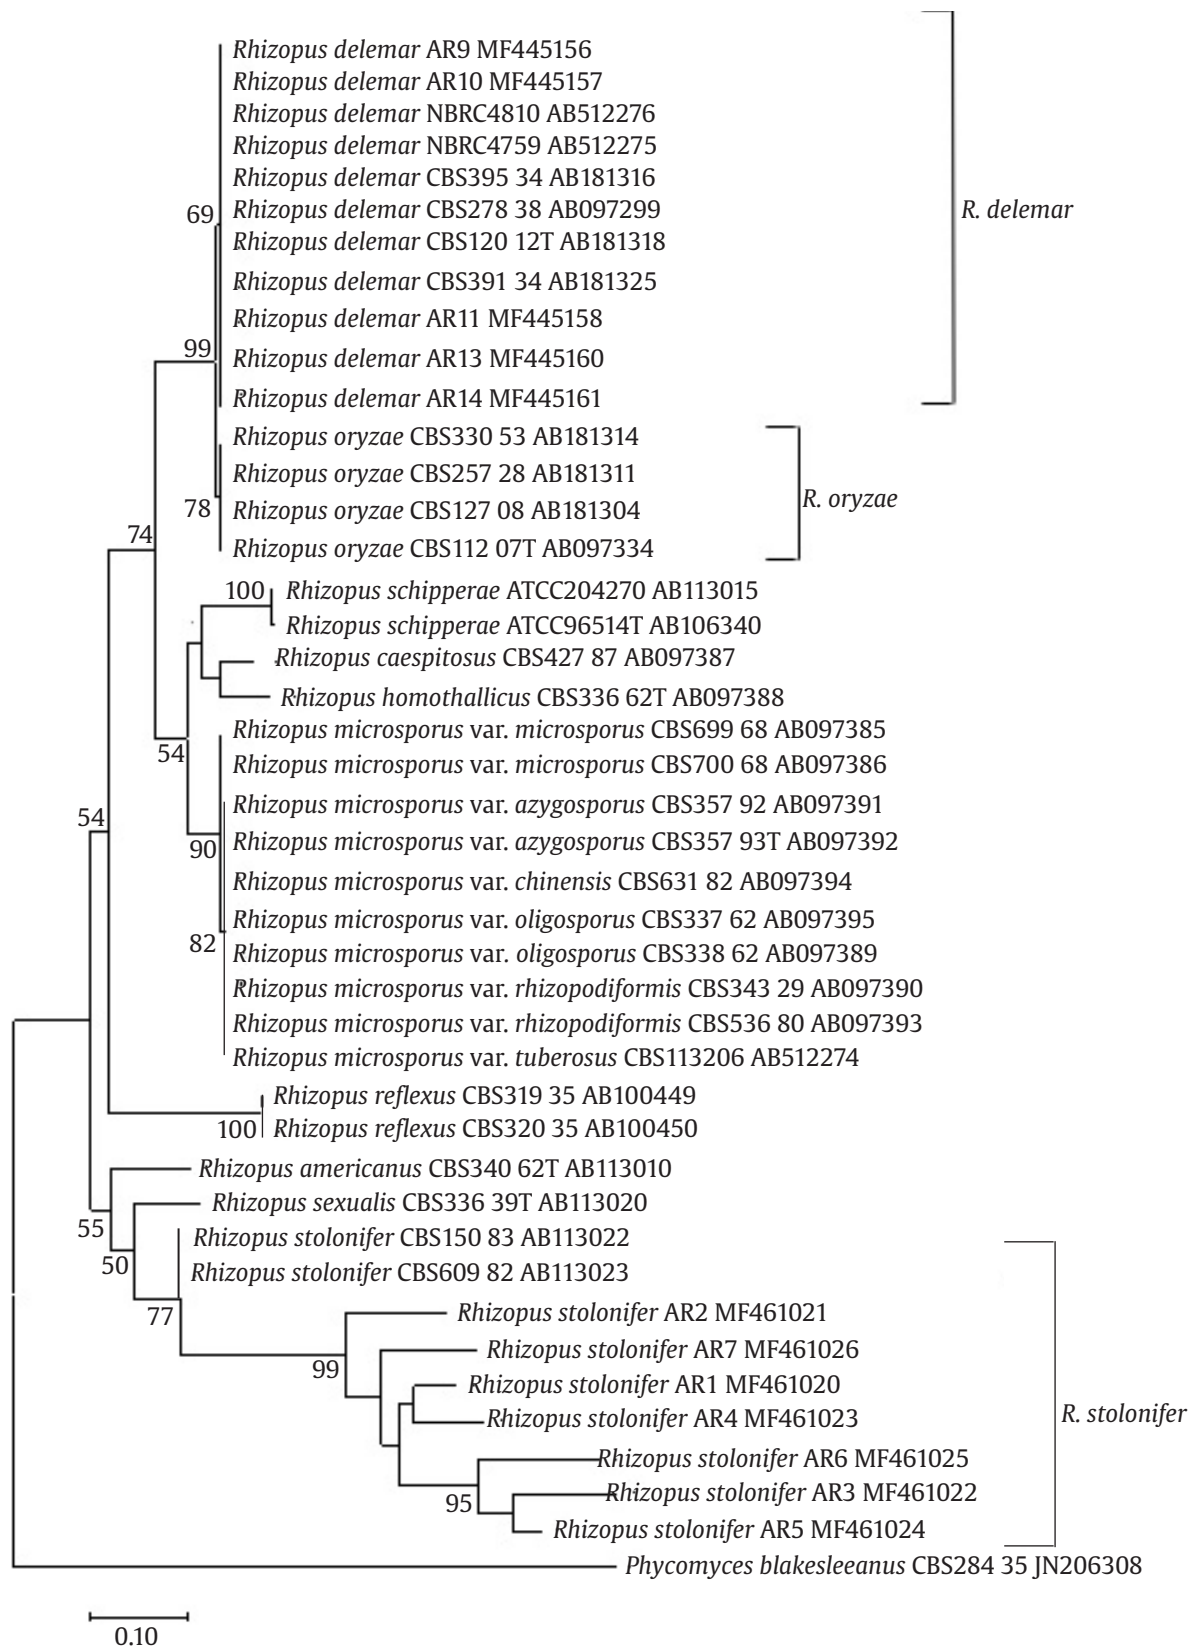 Rhizopus delemar AR9 MF445156
Rhizopus delemar AR10 MF445157
Rhizopus delemar NBRC4810 AB512276
Rhizopus delemar NBRC4759 AB512275
Rhizopus delemar CBS395 34 AB181316
Rhizopus delemar CBS278 38 AB097299
69
R. delemar
Rhizopus delemar CBS120 12T AB181318
Rhizopus delemar CBS391 34 AB181325
Rhizopus delemar AR11 MF445158
99
Rhizopus delemar AR13 MF445160
Rhizopus delemar AR14 MF445161
Rhizopus oryzae CBS330 53 AB181314
Rhizopus oryzae CBS257 28 AB181311
R. oryzae
78
Rhizopus oryzae CBS127 08 AB181304
74
Rhizopus oryzae CBS112 07T AB097334
100
Rhizopus schipperae ATCC204270 AB113015
Rhizopus schipperae ATCC96514T AB106340
Rhizopus caespitosus CBS427 87 AB097387
Rhizopus homothallicus CBS336 62T AB097388
Rhizopus microsporus var. microsporus CBS699 68 AB097385
54
Rhizopus microsporus var. microsporus CBS700 68 AB097386
Rhizopus microsporus var. azygosporus CBS357 92 AB097391
54
Rhizopus microsporus var. azygosporus CBS357 93T AB097392
90
Rhizopus microsporus var. chinensis CBS631 82 AB097394
Rhizopus microsporus var. oligosporus CBS337 62 AB097395
82
Rhizopus microsporus var. oligosporus CBS338 62 AB097389
Rhizopus microsporus var. rhizopodiformis CBS343 29 AB097390
Rhizopus microsporus var. rhizopodiformis CBS536 80 AB097393
Rhizopus microsporus var. tuberosus CBS113206 AB512274
Rhizopus reflexus CBS319 35 AB100449
100
Rhizopus reflexus CBS320 35 AB100450
Rhizopus americanus CBS340 62T AB113010
Rhizopus sexualis CBS336 39T AB113020
55
Rhizopus stolonifer CBS150 83 AB113022
50
Rhizopus stolonifer CBS609 82 AB113023
77
Rhizopus stolonifer AR2 MF461021
Rhizopus stolonifer AR7 MF461026
99
Rhizopus stolonifer AR1 MF461020
R. stolonifer
Rhizopus stolonifer AR4 MF461023
Rhizopus stolonifer AR6 MF461025
Rhizopus stolonifer AR3 MF461022
95
Rhizopus stolonifer AR5 MF461024
Phycomyces blakesleeanus CBS284 35 JN206308
0.10